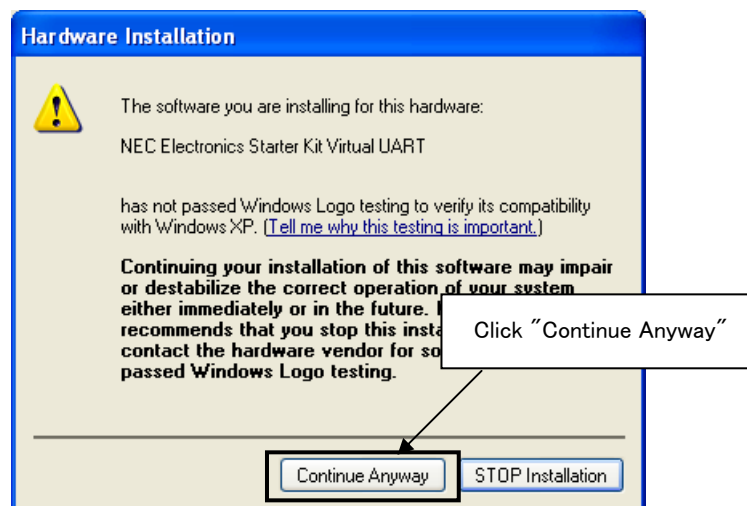 Hardware Installation
The software you are installing for this hardware:
NEC Electronics Starter Kit Virtual UART
has not passed Windows Logo testing to verify its compatibility
with Windows XP. (Tell me why this testing is important.)
Continuing your installation of this software may impair
or destabilize the correct operation of your system
either immediately or in the future.
recommends that you stop this
contact the hardware vendor for
passed Windows Logo testing.
Click "Continue Anyway"
Continue Anyway
STOP Installation